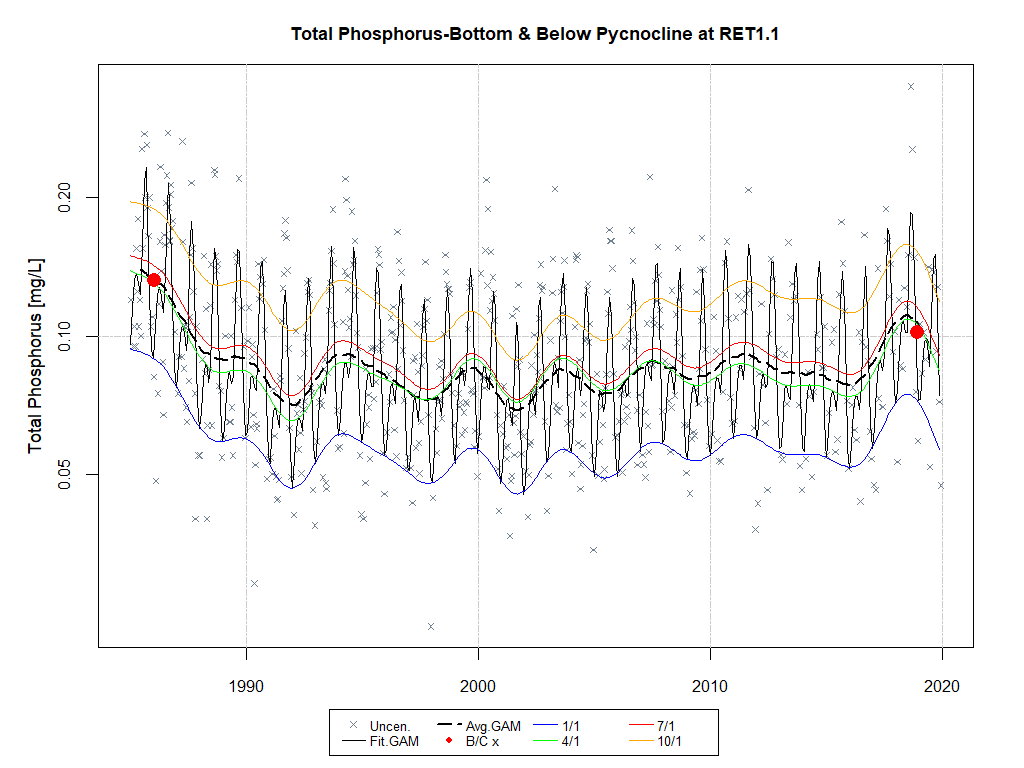 Total Phosphorus-Bottom & Below Pycnocline at RET1.1
Total Phosphorus [mg/L]
0.20
0.10
0.05
1990 2000 2010 2020
Uncen. Avg.GAM 1/1 7/1
Fit.GAM B/C x 4/1 10/1